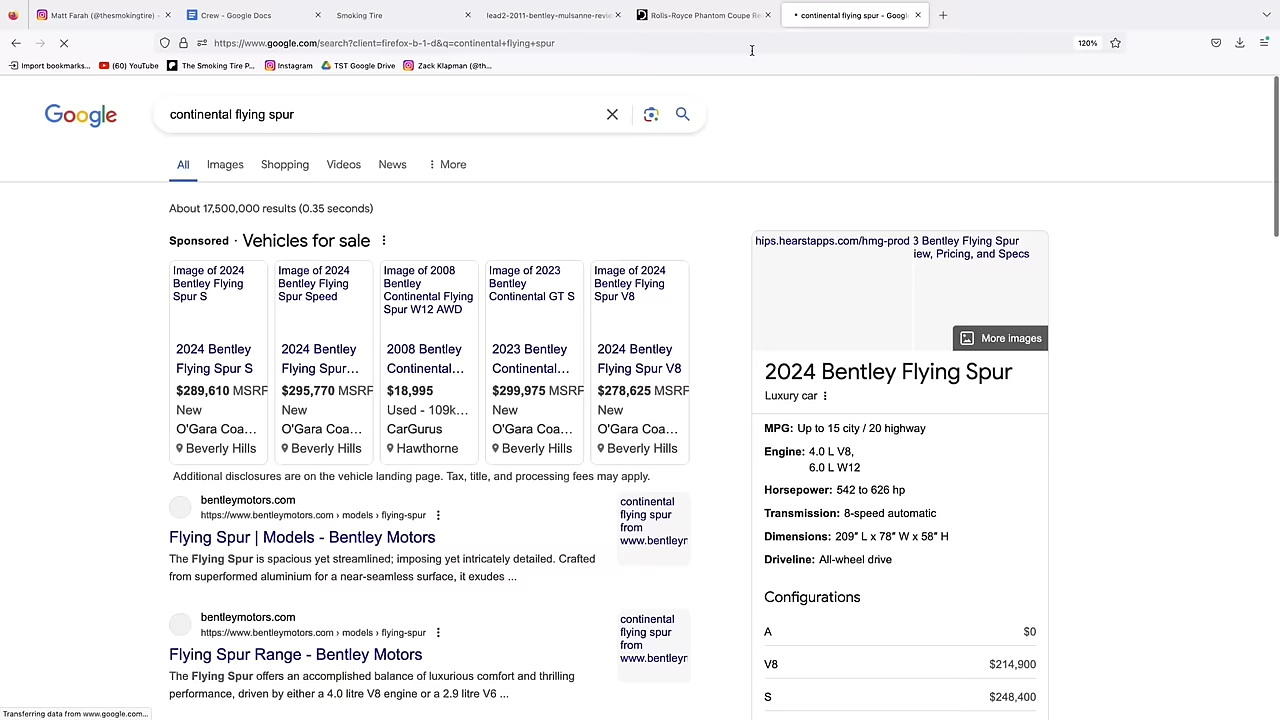 Matt Farah (@thesmokingtire) •
Crew - Google Docs
Smoking Tire
lead2-2011-bentley-mulsanne-revie
Rolls-Royce Phantom Coupe Re
continental flying spur - Googl
https://www.google.com/search?client=firefox-b-1-d&q=continental+flying+spur
120%
Import bookmarks...
(60) YouTube
The Smoking Tire P...
Instagram
TST Google Drive
Zack Klapman (@th...
Google
continental flying spur
All
Images
Shopping
Videos
News
More
About 17,500,000 results (0.35 seconds)
Sponsored · Vehicles for sale
Image of 2024
Bentley Flying
Spur S
2024 Bentley
Flying Spur S
$289,610 MSRP
New
O'Gara Coa...
Beverly Hills
Image of 2024
Bentley Flying
Spur Speed
2024 Bentley
Flying Spur...
$295,770 MSRP
New
O'Gara Coa...
Beverly Hills
Image of 2008
Bentley
Continental Flying
Spur W12 AWD
2008 Bentley
Continental...
$18,995
Used - 109k...
CarGurus
Hawthorne
Image of 2023
Bentley
Continental GT S
2023 Bentley
Continental...
$299,975 MSRP
New
O'Gara Coa...
Beverly Hills
Image of 2024
Bentley Flying
Spur V8
2024 Bentley
Flying Spur V8
$278,625 MSRP
New
O'Gara Coa...
Beverly Hills
Additional disclosures are on the vehicle landing page. Tax, title, and processing fees may apply.
bentleymotors.com
https://www.bentleymotors.com › models › flying-spur
Flying Spur | Models - Bentley Motors
The Flying Spur is spacious yet streamlined; imposing yet intricately detailed. Crafted
from superformed aluminium for a near-seamless surface, it exudes ...
continental
flying spur
from
www.bentleyr
bentleymotors.com
https://www.bentleymotors.com › models › flying-spur
Flying Spur Range - Bentley Motors
The Flying Spur offers an accomplished balance of luxurious comfort and thrilling
performance, driven by either a 4.0 litre V8 engine or a 2.9 litre V6 ...
continental
flying spur
from
www.bentleyr
hips.hearstapps.com/hmg-prod
3 Bentley Flying Spur
iew, Pricing, and Specs
More images
2024 Bentley Flying Spur
Luxury car
MPG: Up to 15 city / 20 highway
Engine: 4.0 L V8,
6.0 L W12
Horsepower: 542 to 626 hp
Transmission: 8-speed automatic
Dimensions: 209″ L x 78″ W x 58″ H
Driveline: All-wheel drive
Configurations
A $0
V8 $214,900
S $248,400
Transferring data from www.google.com...